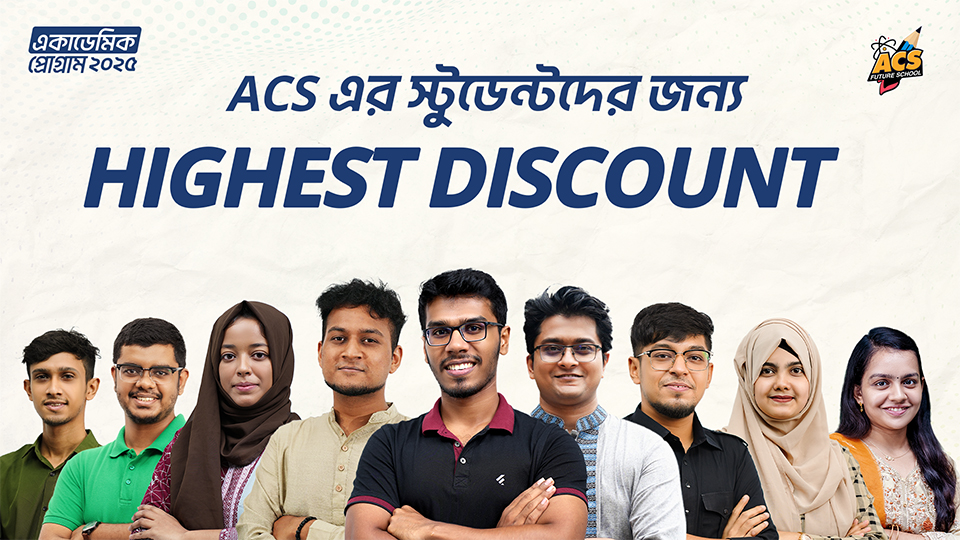 একাডেমিক
প্রোগ্রাম ২০২৫
ACS
FUTURE SCHOOL
ACS এর স্টুডেন্টদের জন্য
HIGHEST DISCOUNT